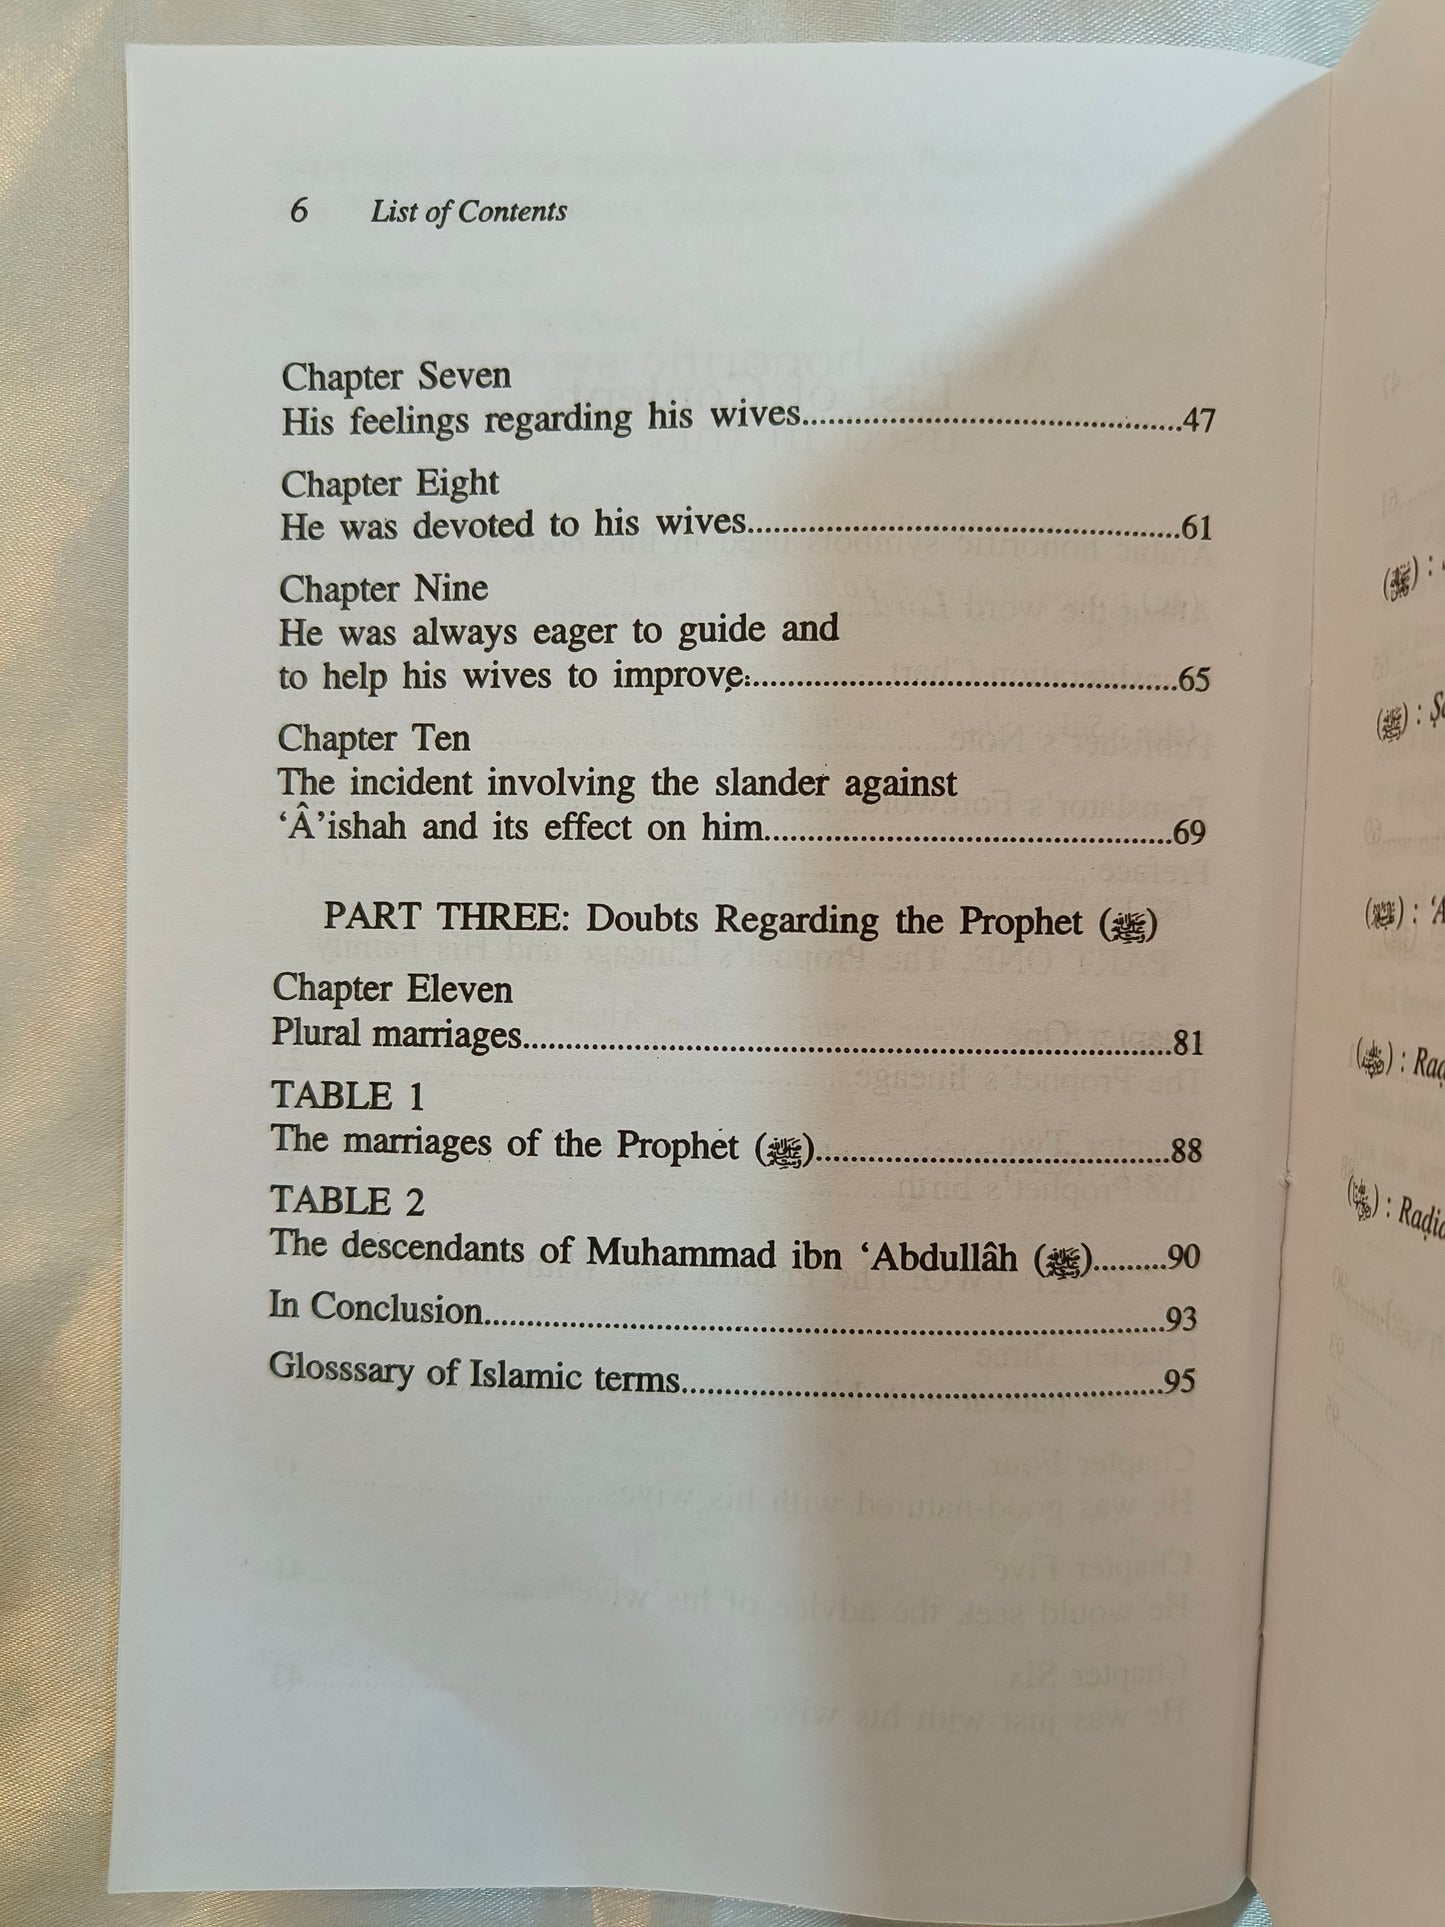 6 List of Contents
Chapter Seven
His feelings regarding his wives............................................47
Chapter Eight
He was devoted to his wives..................................................61
Chapter Nine
He was always eager to guide and
to help his wives to improve:.................................................65
Chapter Ten
The incident involving the slander against
‘Â’ishah and its effect on him................................................69
PART THREE: Doubts Regarding the Prophet (ﷺ)
Chapter Eleven
Plural marriages...........................................................................81
TABLE 1
The marriages of the Prophet (ﷺ).........................................88
TABLE 2
The descendants of Muhammad ibn ‘Abdullâh (ﷺ).........90
In Conclusion...............................................................................93
Glosssary of Islamic terms........................................................95